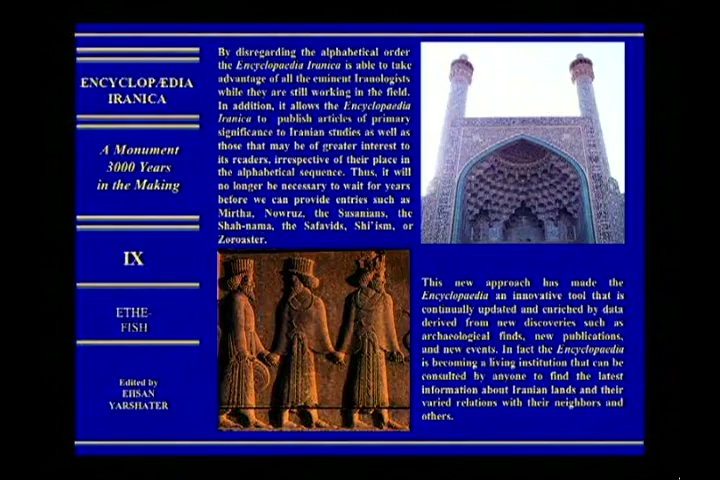 ENCYCLOPÆDIA
IRANICA
A Monument
3000 Years
in the Making
IX
ETHE-
FISH
Edited by
EHSAN
YARSHATER
By disregarding the alphabetical order
the Encyclopaedia Iranica is able to take
advantage of all the eminent Iranologists
while they are still working in the field.
In addition, it allows the Encyclopaedia
Iranica to publish articles of primary
significance to Iranian studies as well as
those that may be of greater interest to
its readers, irrespective of their place in
the alphabetical sequence. Thus, it will
no longer be necessary to wait for years
before we can provide entries such as
Mirtha, Nowruz, the Sasanians, the
Shah-nama, the Safavids, Shi'ism, or
Zoroaster.
This new approach has made the
Encyclopaedia an innovative tool that is
continually updated and enriched by data
derived from new discoveries such as
archaeological finds, new publications,
and new events. In fact the Encyclopaedia
is becoming a living institution that can be
consulted by anyone to find the latest
information about Iranian lands and their
varied relations with their neighbors and
others.